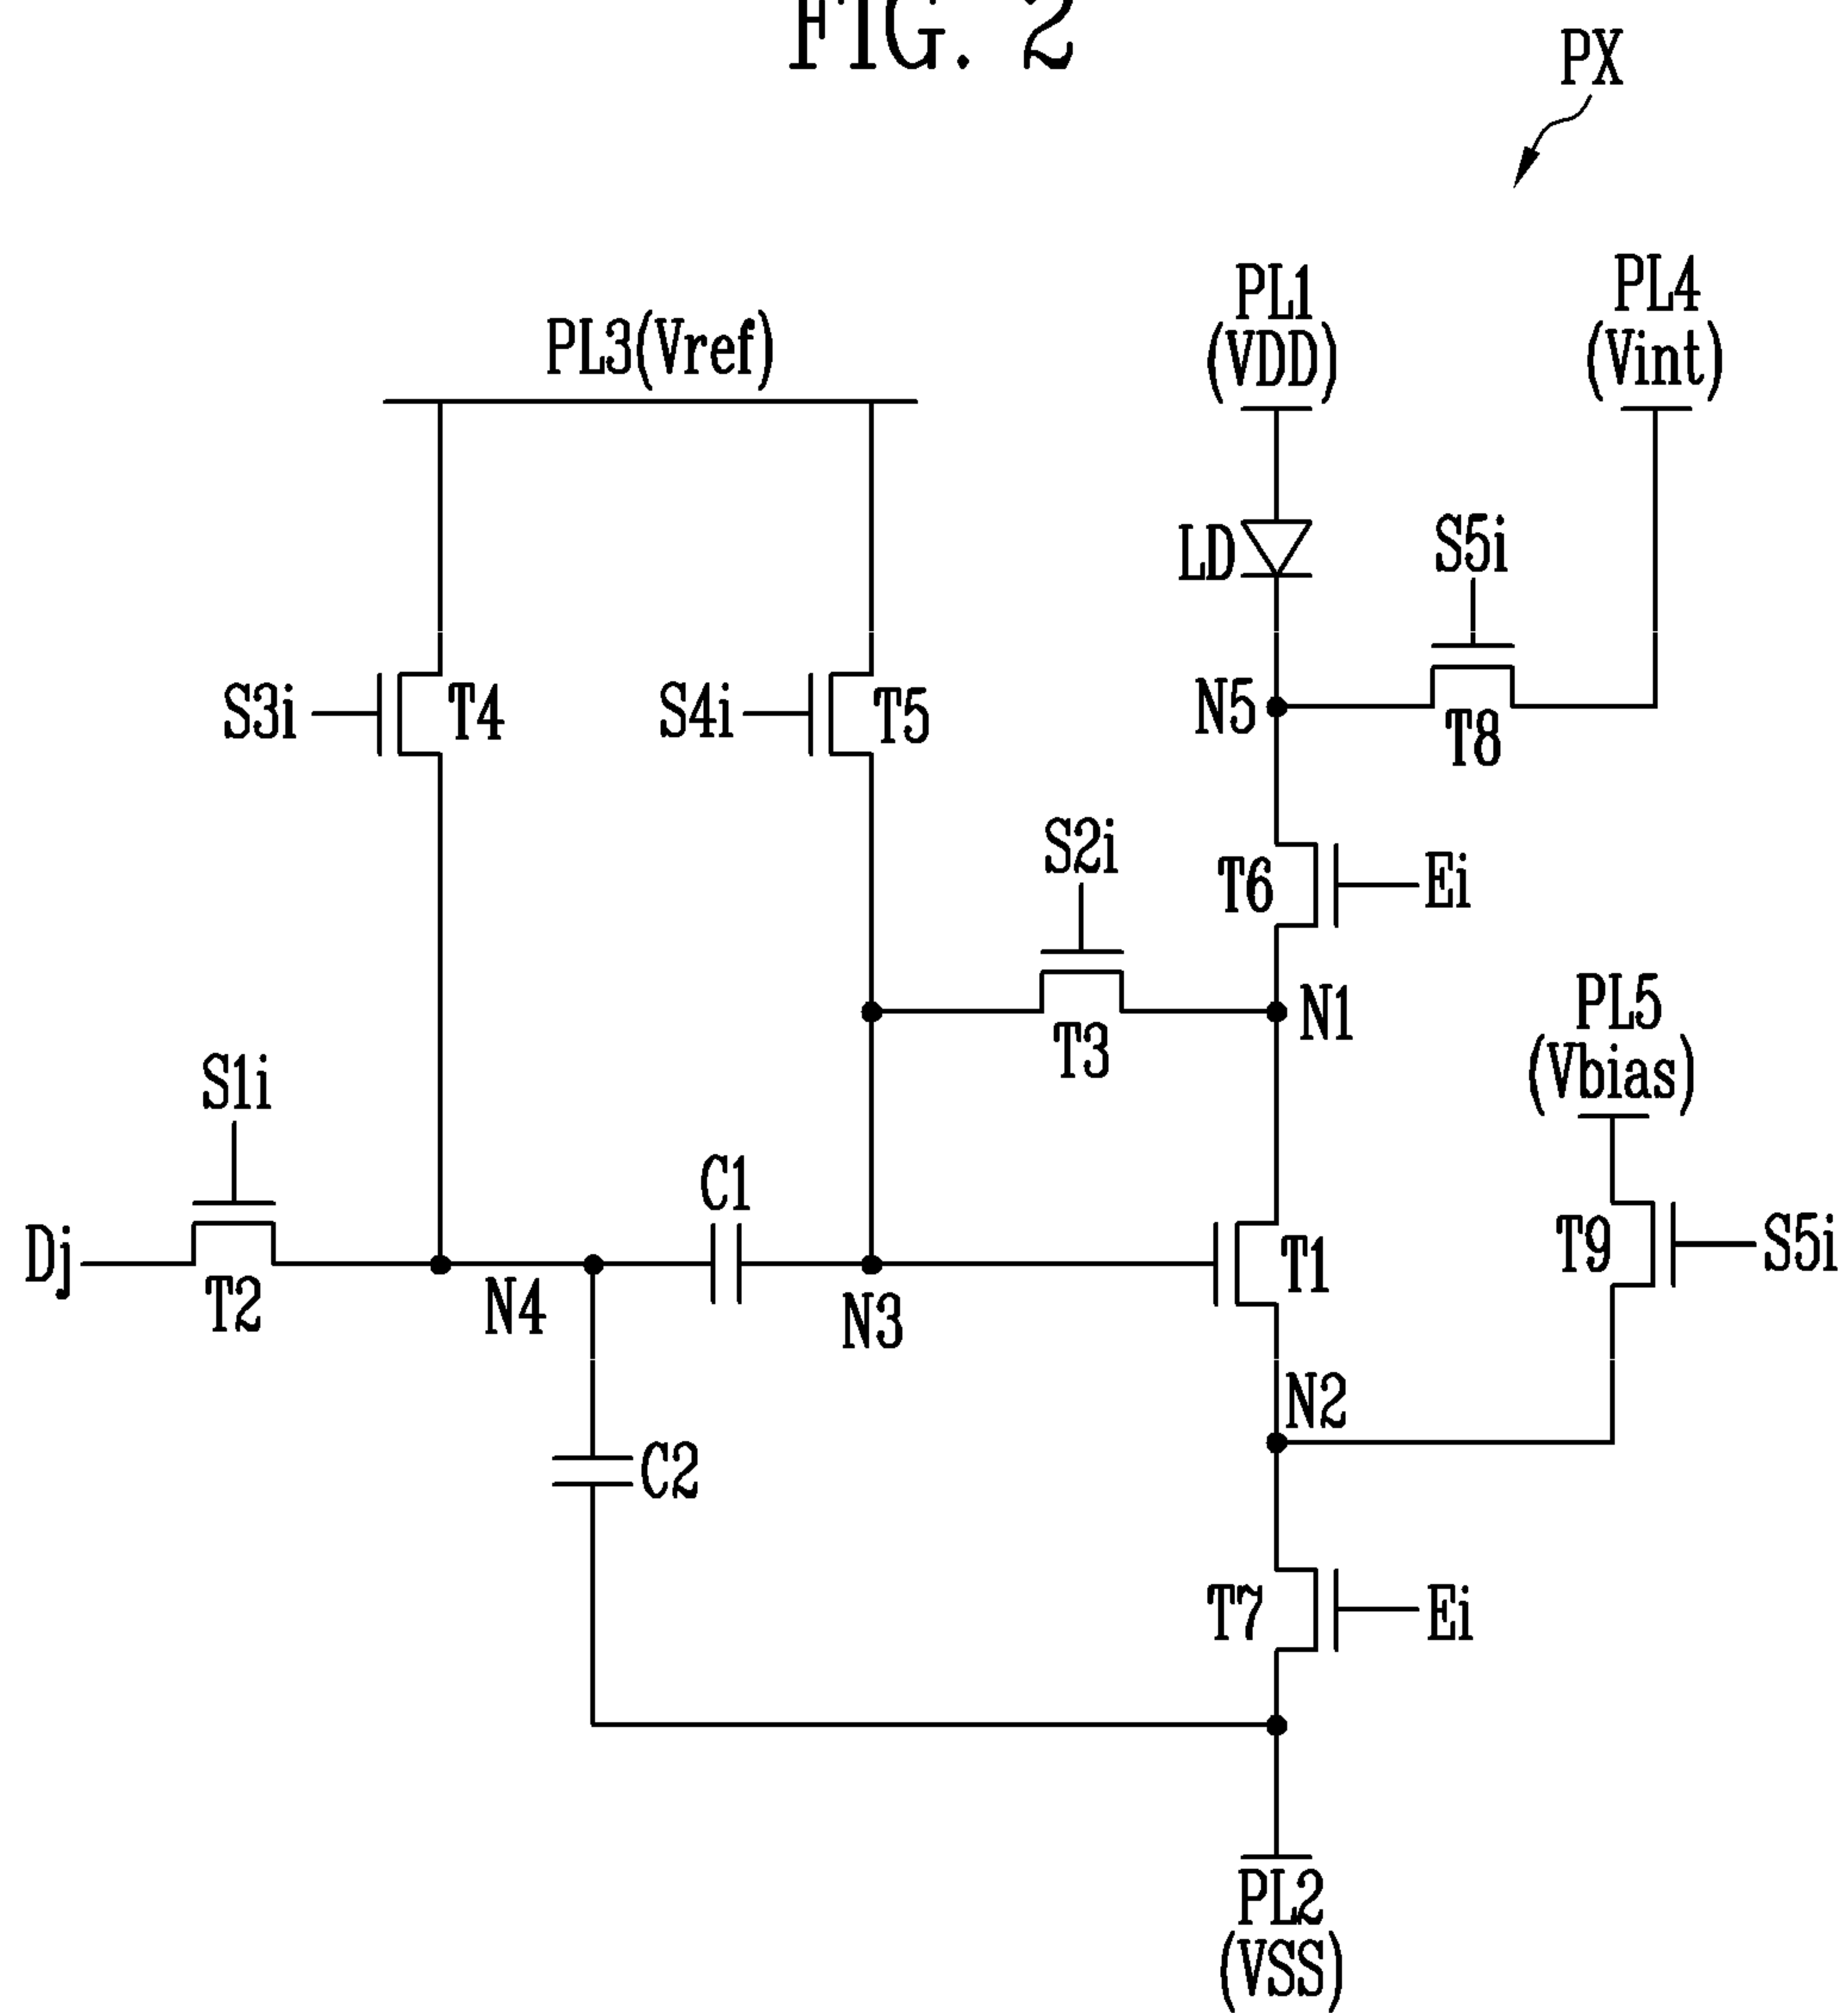 FIG. 2
PX
PL1
(VDD)
PL4
(Vint)
PL3(Vref)
LD
S5i
S3i
T4
S4i
T5
N5
T8
S2i
T6
Ei
T3
N1
PL5
(Vbias)
S1i
C1
Dj
T2
N4
N3
T1
T9
S5i
N2
C2
T7
Ei
PL2
(VSS)